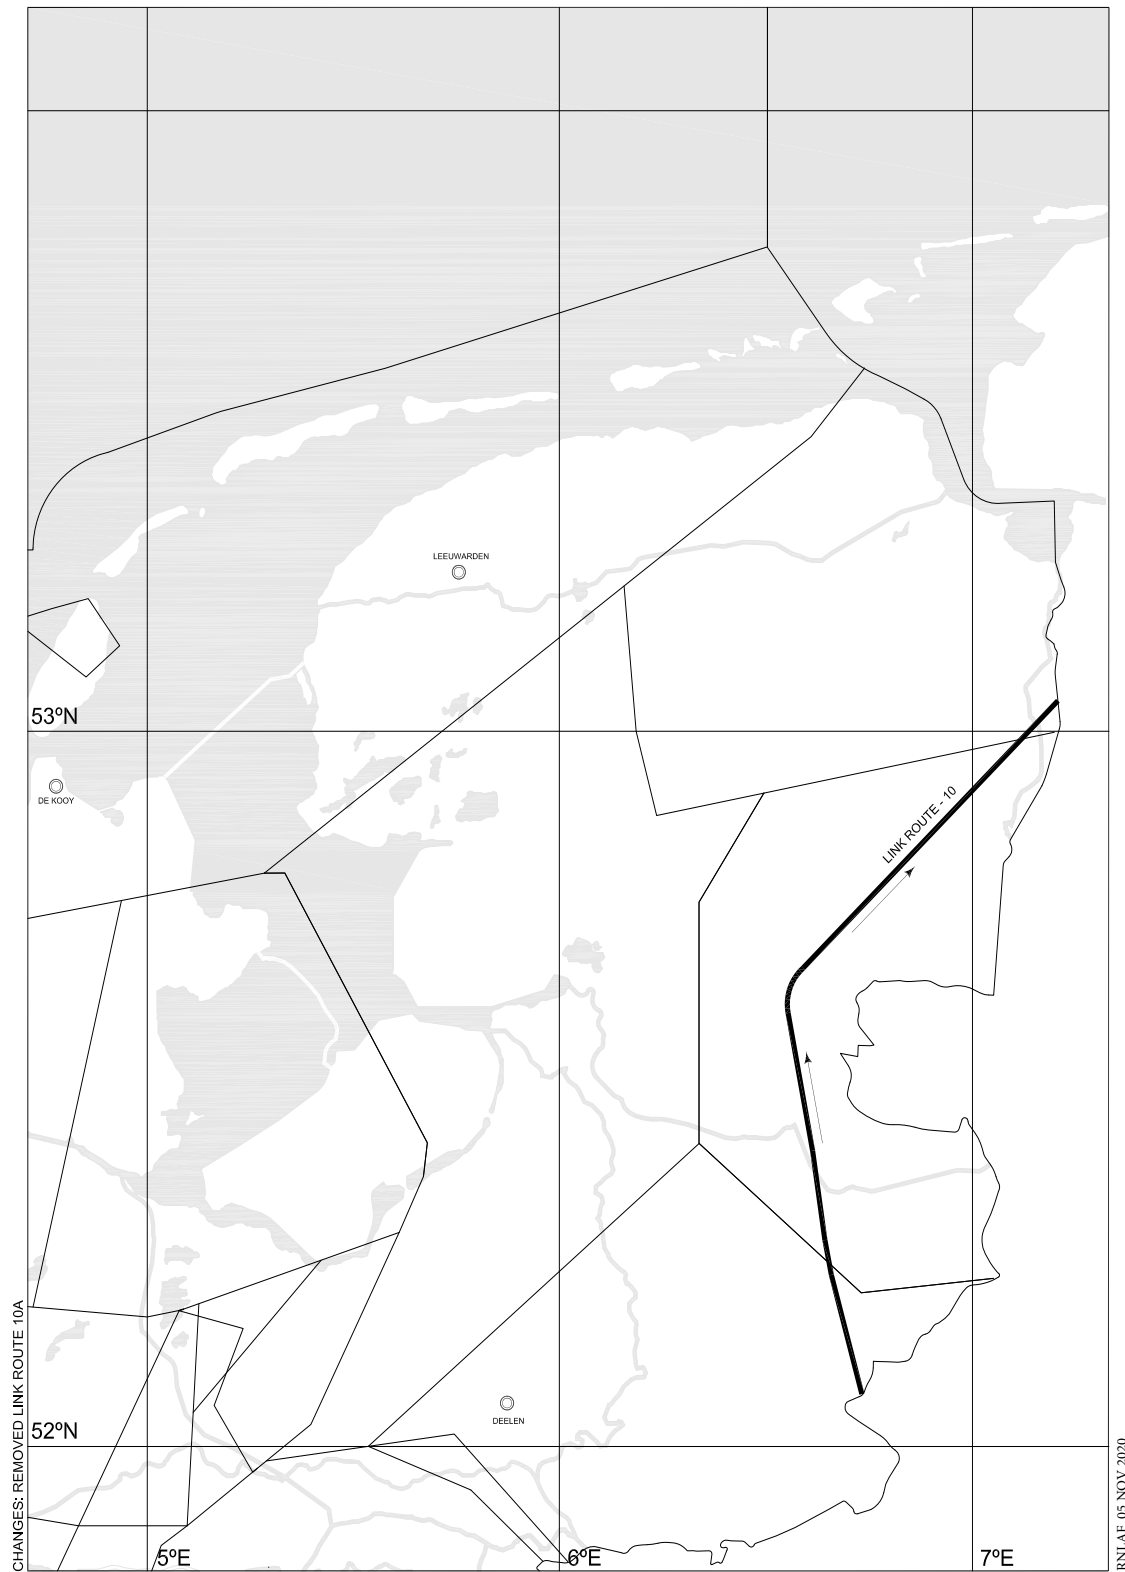 LEEUWARDEN
53ºN
DE KOOY
LINK ROUTE - 10
DEELEN
52ºN
5ºE
6ºE
7ºE
CHANGES: REMOVED LINK ROUTE 10A
RNLAF, 05 NOV 2020